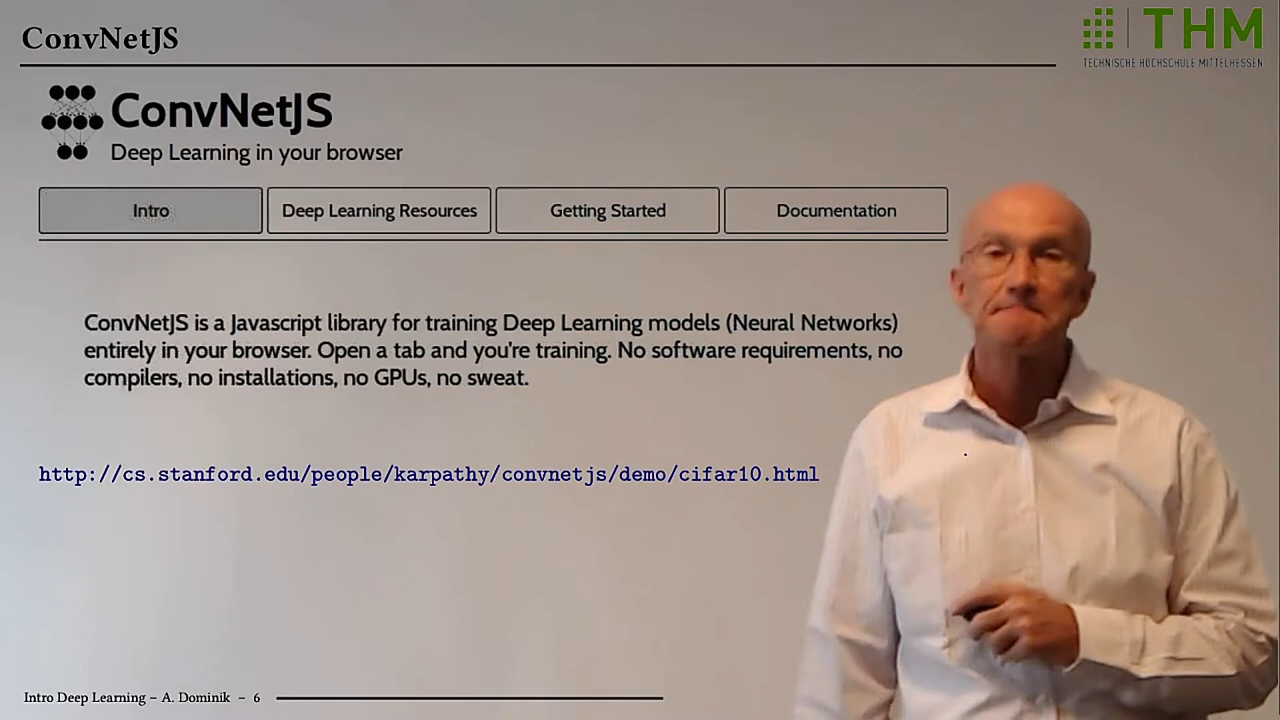 ConvNetJS
THM
TECHNISCHE HOCHSCHULE MITTELHESSEN
ConvNetJS
Deep Learning in your browser
Intro
Deep Learning Resources
Getting Started
Documentation
ConvNetJS is a Javascript library for training Deep Learning models (Neural Networks)
entirely in your browser. Open a tab and you're training. No software requirements, no
compilers, no installations, no GPUs, no sweat.
http://cs.stanford.edu/people/karpathy/convnetjs/demo/cifar10.html
Intro Deep Learning – A. Dominik – 6